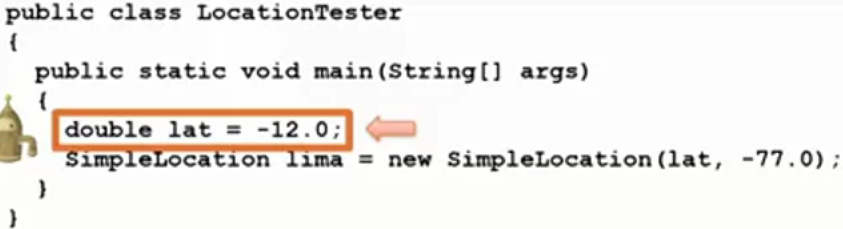 public class LocationTester
{
public static void main(String[] args)
{
double lat = -12.0;
SimpleLocation lima = new SimpleLocation(lat, -77.0);
}
}